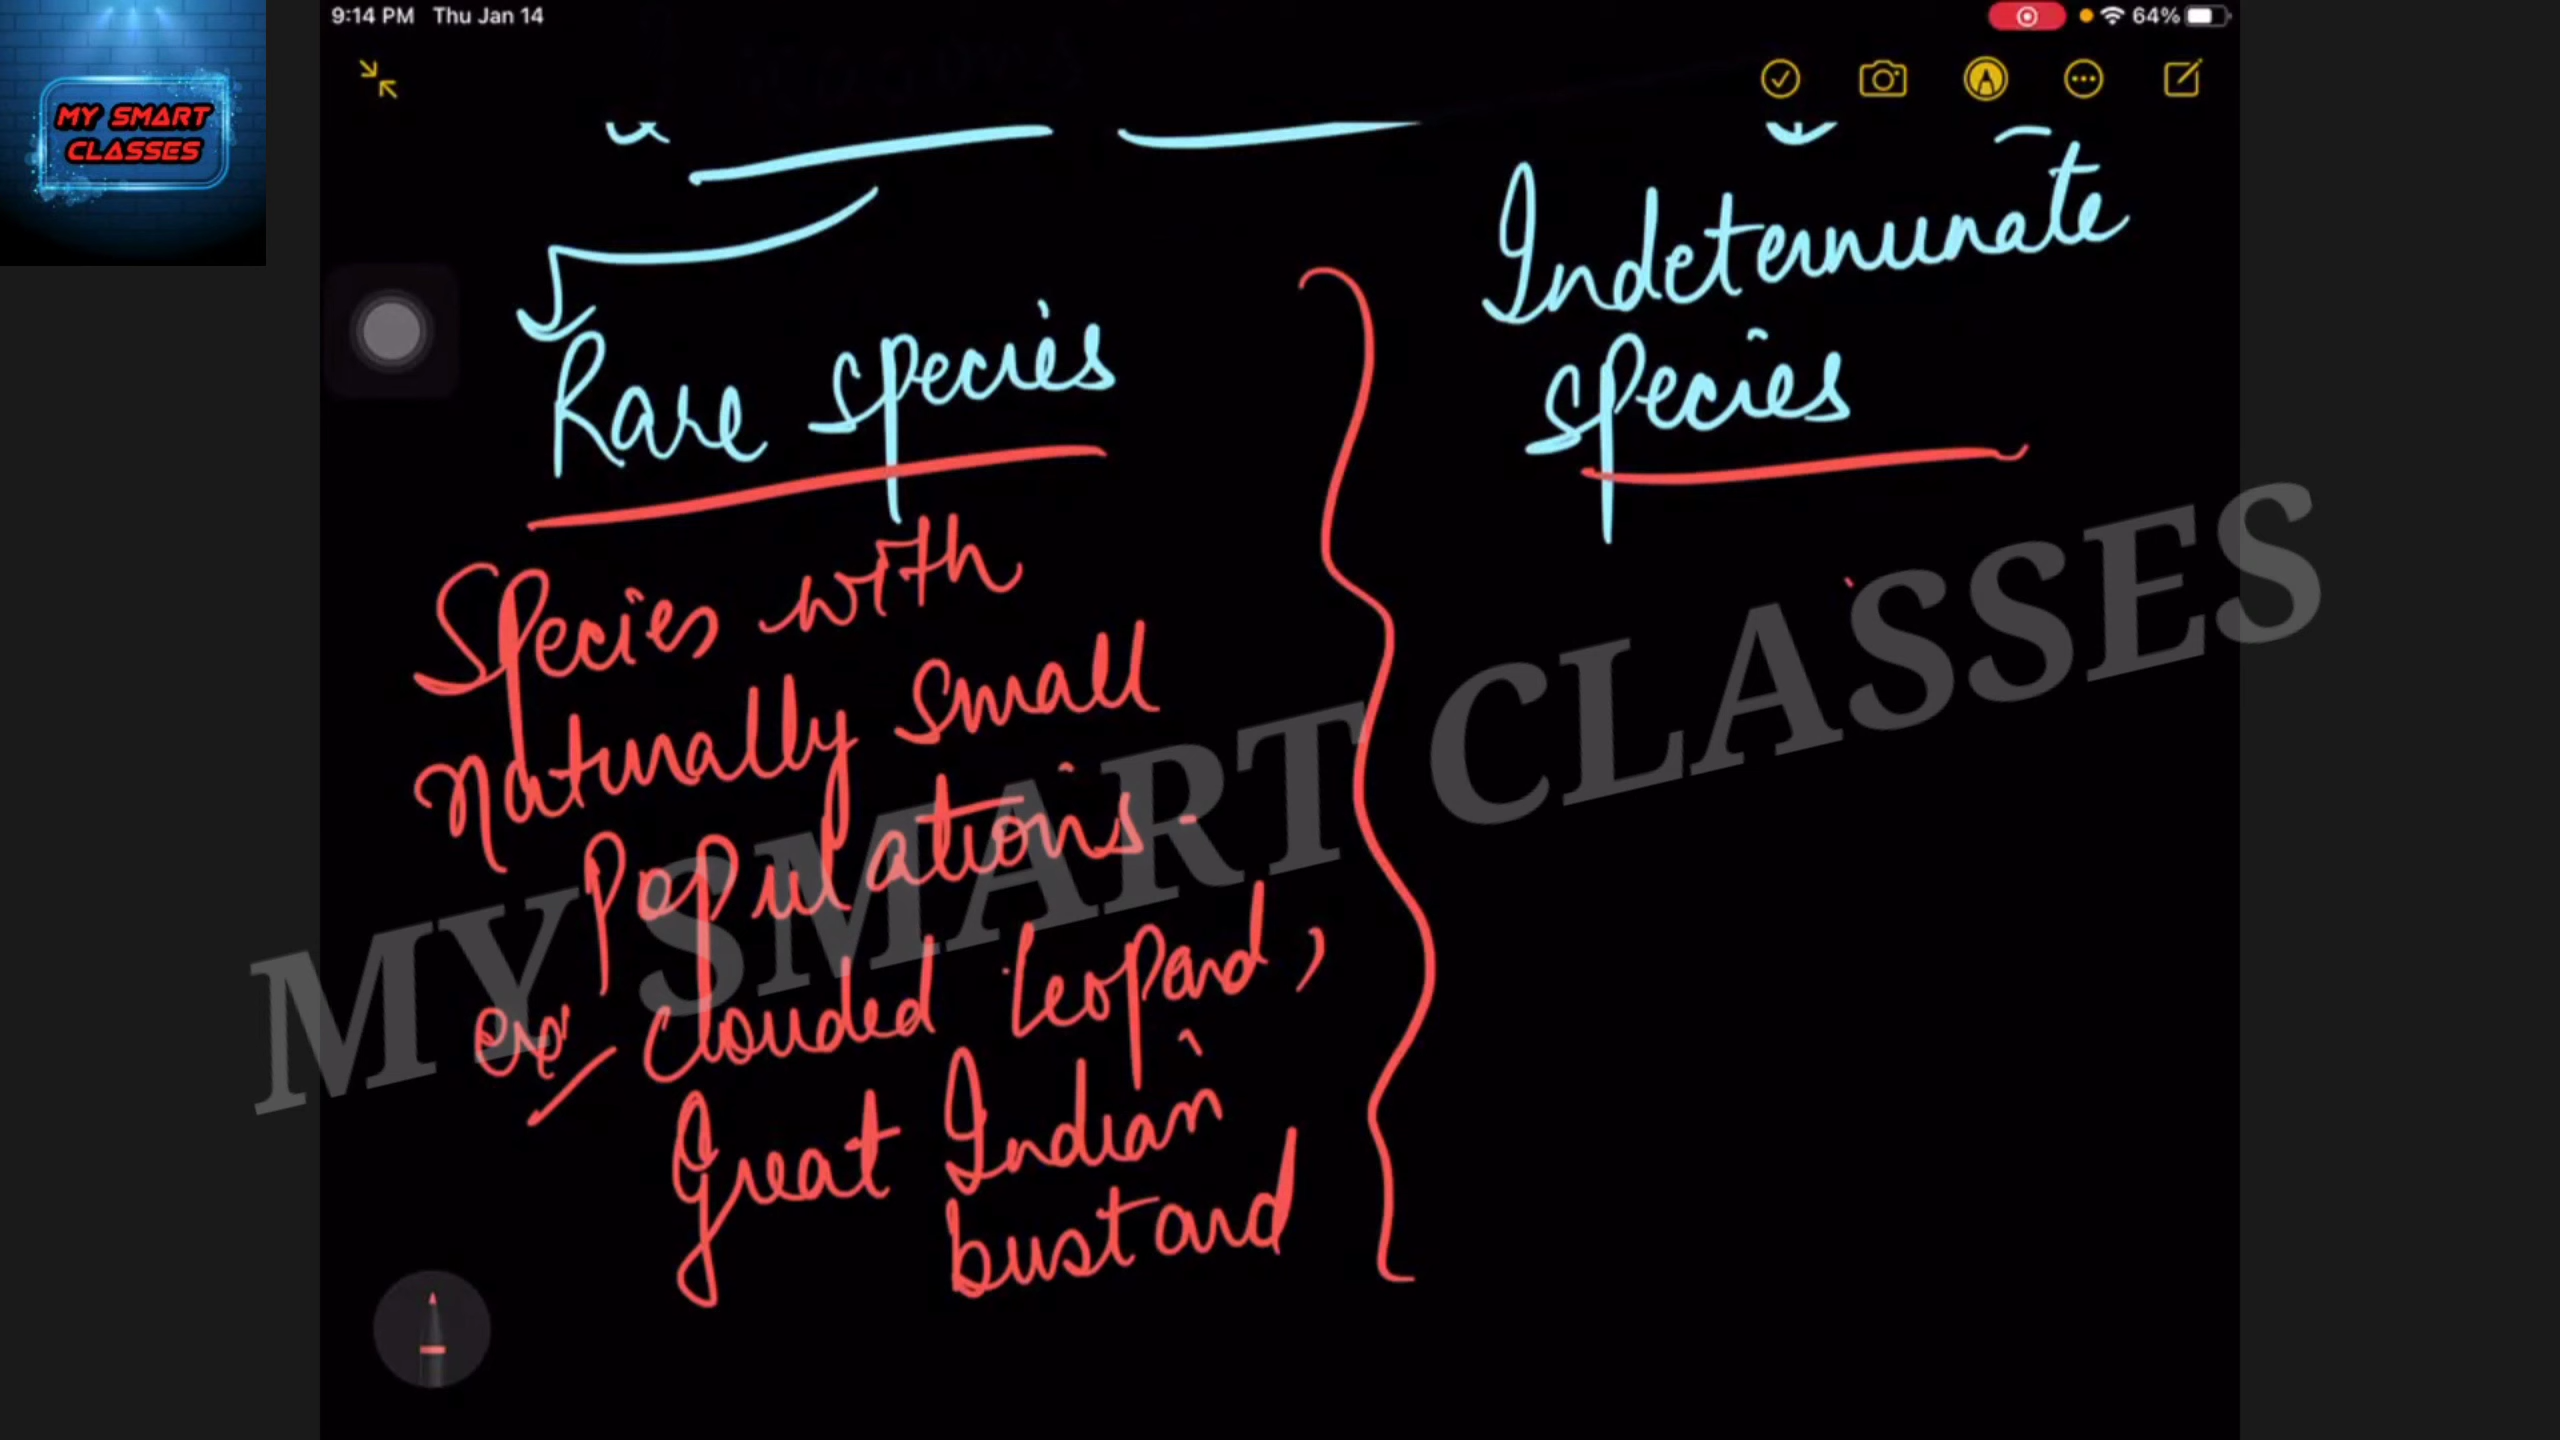 9:14 PM Thu Jan 14
64%
MY SMART
CLASSES
Rare species
Species with
naturally small
populations.
ex clouded leopard,
Great Indian
bustard
Indeterminate
species
MY SMART CLASSES